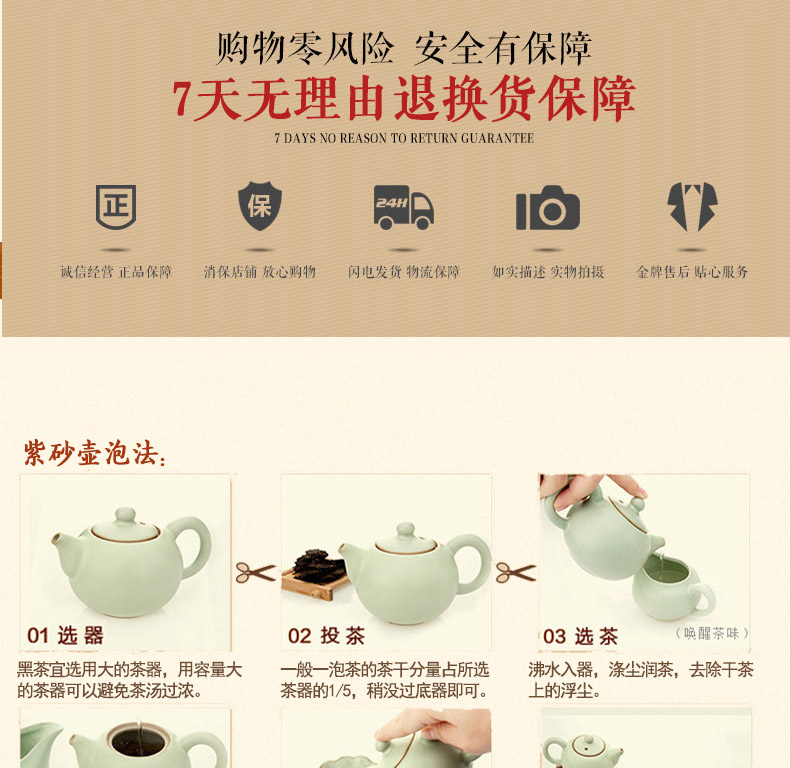 购物零风险 安全有保障
7天无理由退换货保障
7 DAYS NO REASON TO RETURN GUARANTEE
正
保
24H
诚信经营 正品保障
消保店铺 放心购物
闪电发货 物流保障
如实描述 实物拍摄
金牌售后 贴心服务
紫砂壶泡法:
01 选器
02 投茶
03 选茶
（唤醒茶味）
黑茶宜选用大的茶器，用容量大
的茶器可以避免茶汤过浓。
一般一泡茶的茶干分量占所选
茶器的1/5，稍没过底器即可。
沸水入器，涤尘润茶，去除干茶
上的浮尘。